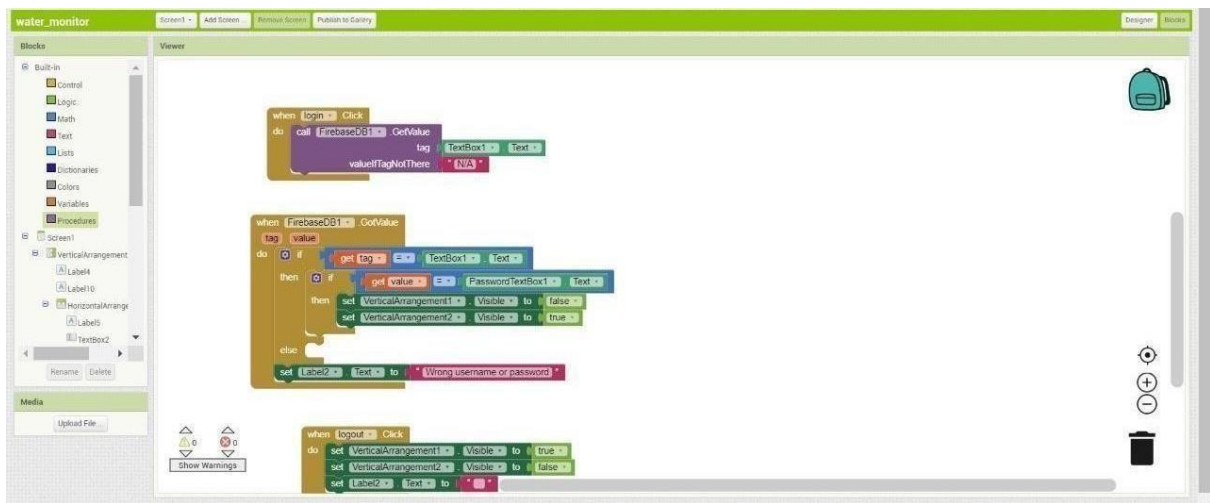 water_monitor Screen1 Add Screen ... Remove Screen Publish to Gallery Designer Blocks
Blocks
Built-in
Control
Logic
Math
Text
Lists
Dictionaries
Colors
Variables
Procedures
Screen1
VerticalArrangement
Label4
Label10
HorizontalArrange
Label5
TextBox2
Rename Delete
Media
Upload File ...
Viewer
when login Click
do call FirebaseDB1 .GetValue
tag TextBox1 . Text
valueIfTagNotThere " N/A "
when FirebaseDB1 .GotValue
tag value
do if get tag = TextBox1 . Text
then if get value = PasswordTextBox1 . Text
then set VerticalArrangement1 . Visible to false
set VerticalArrangement2 . Visible to true
else
set Label2 . Text to " Wrong username or password "
when logout .Click
do set VerticalArrangement1 . Visible to true
set VerticalArrangement2 . Visible to false
set Label2 . Text to " "
0 0
Show Warnings